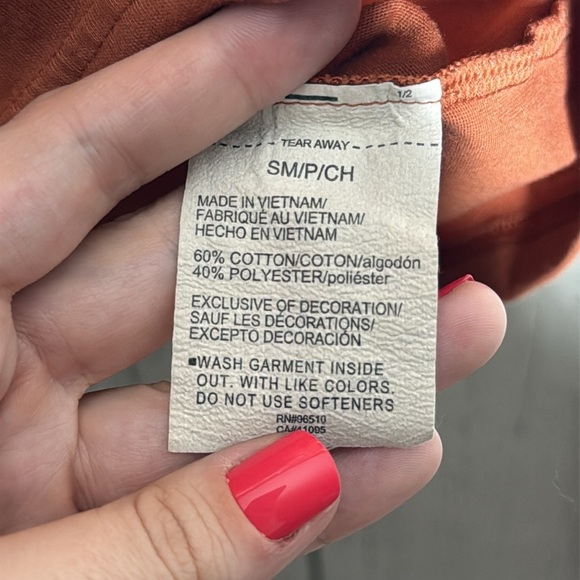 1/2
TEAR AWAY
SM/P/CH
MADE IN VIETNAM/
FABRIQUÉ AU VIETNAM/
HECHO EN VIETNAM
60% COTTON/COTON/algodón
40% POLYESTER/poliéster
EXCLUSIVE OF DECORATION/
SAUF LES DÉCORATIONS/
EXCEPTO DECORACIÓN
■WASH GARMENT INSIDE
OUT. WITH LIKE COLORS.
DO NOT USE SOFTENERS
RN#96510
CA#41095